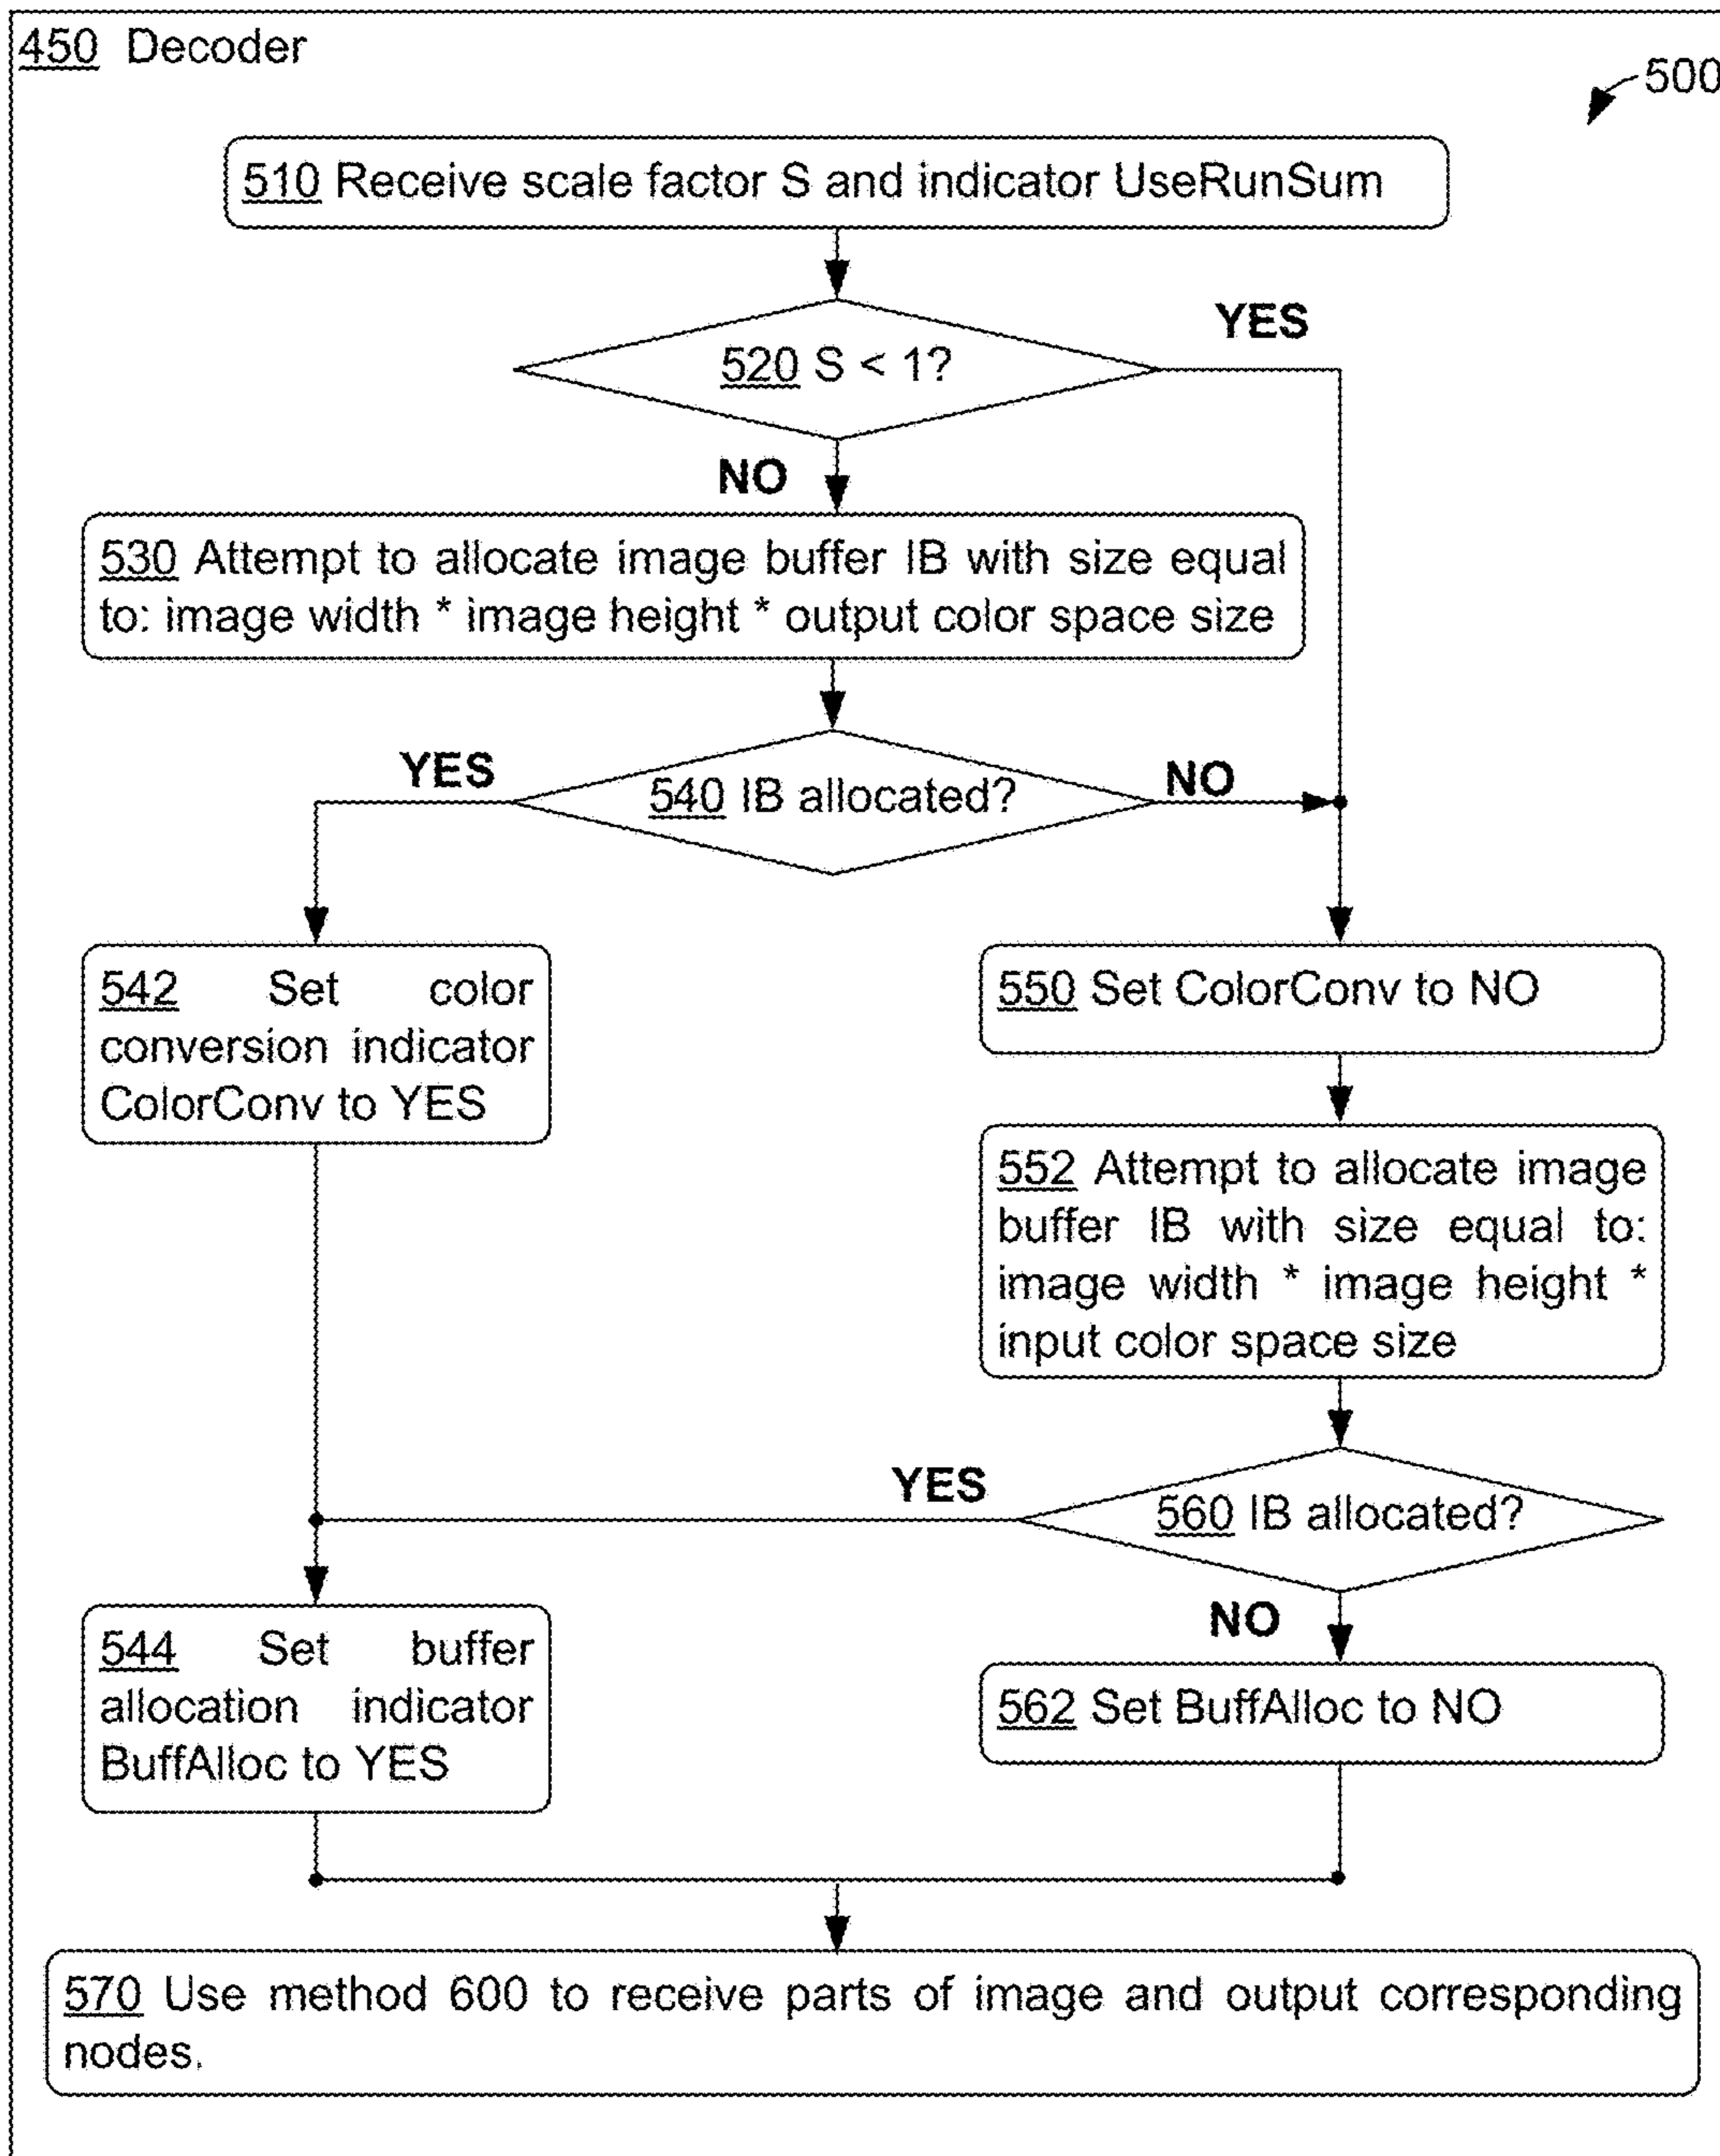 450 Decoder
500
510 Receive scale factor S and indicator UseRunSum
YES
520 S < 1?
NO
530 Attempt to allocate image buffer IB with size equal
to: image width * image height * output color space size
YES
540 IB allocated?
NO
542 Set color
conversion indicator
ColorConv to YES
550 Set ColorConv to NO
552 Attempt to allocate image
buffer IB with size equal to:
image width * image height *
input color space size
YES
560 IB allocated?
NO
544 Set buffer
allocation indicator
BuffAlloc to YES
562 Set BuffAlloc to NO
570 Use method 600 to receive parts of image and output corresponding
nodes.